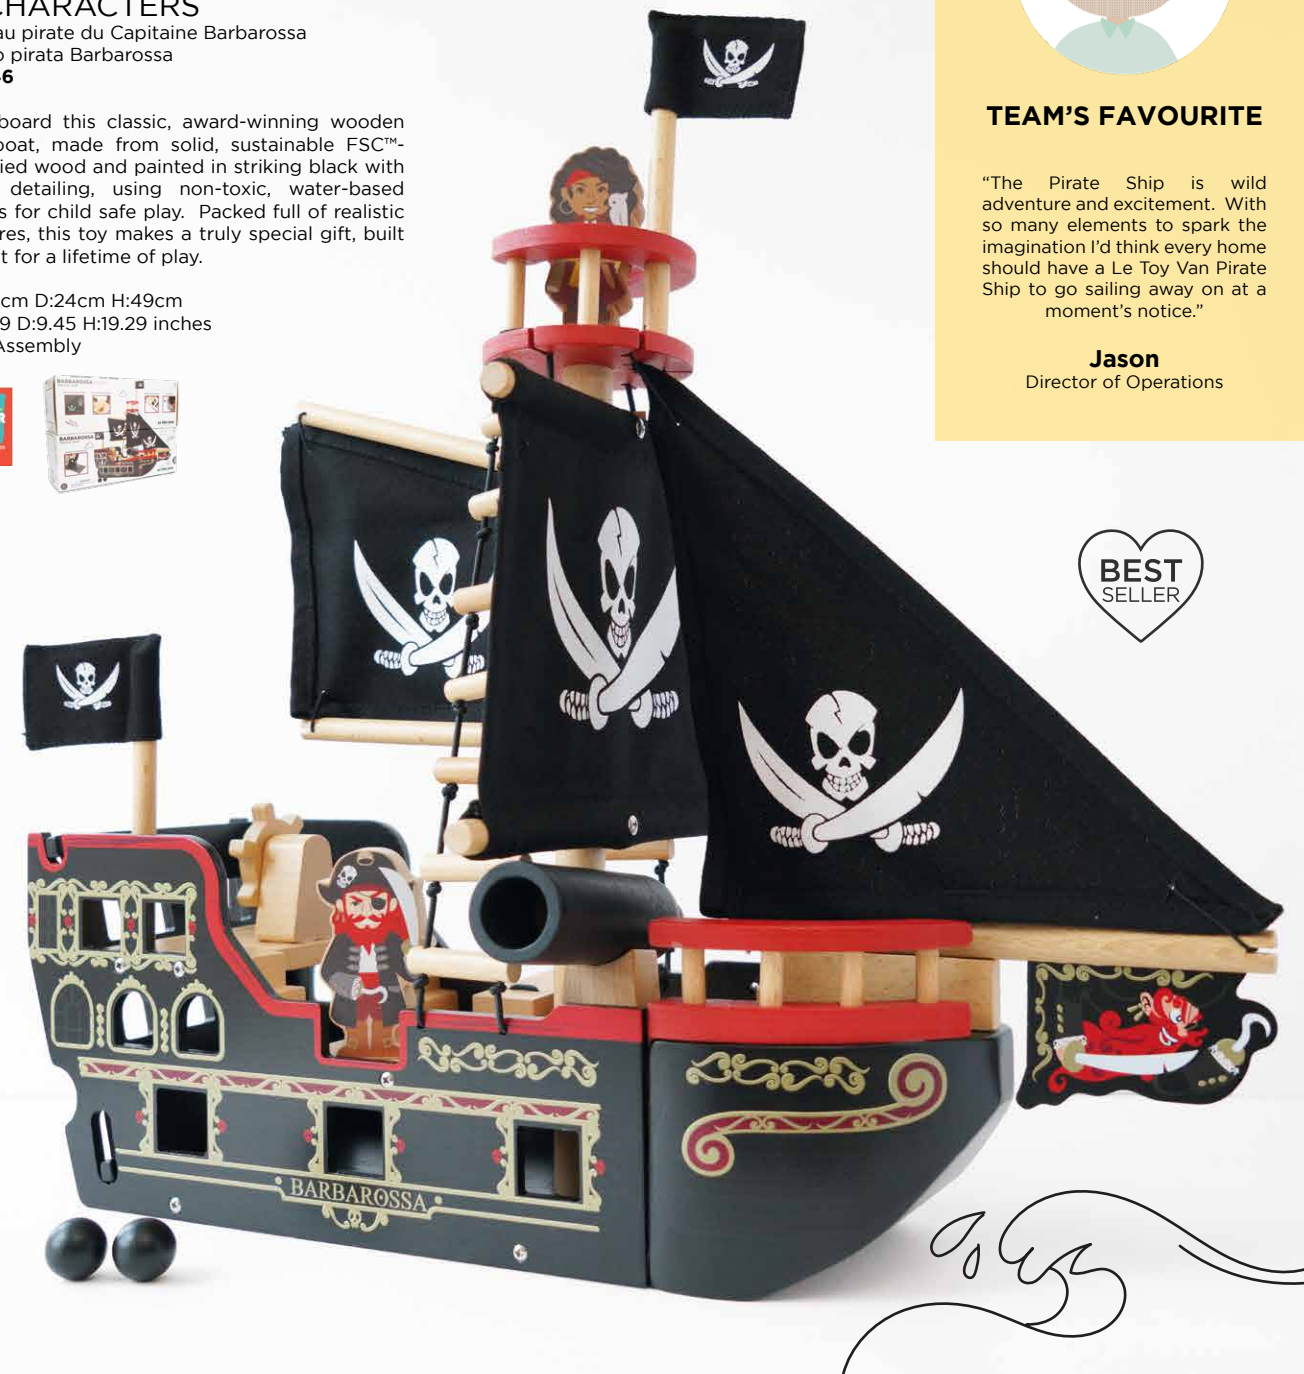 CHARACTERS
au pirate du Capitaine Barbarossa
o pirata Barbarossa
6
board this classic, award-winning wooden
boat, made from solid, sustainable FSC™-
ied wood and painted in striking black with
detailing, using non-toxic, water-based
s for child safe play. Packed full of realistic
res, this toy makes a truly special gift, built
t for a lifetime of play.
cm D:24cm H:49cm
9 D:9.45 H:19.29 inches
Assembly
BARBAROSSA
BARBAROSSA
TEAM'S FAVOURITE
“The Pirate Ship is wild
adventure and excitement. With
so many elements to spark the
imagination I’d think every home
should have a Le Toy Van Pirate
Ship to go sailing away on at a
moment’s notice.”
Jason
Director of Operations
BEST
SELLER
BARBAROSSA